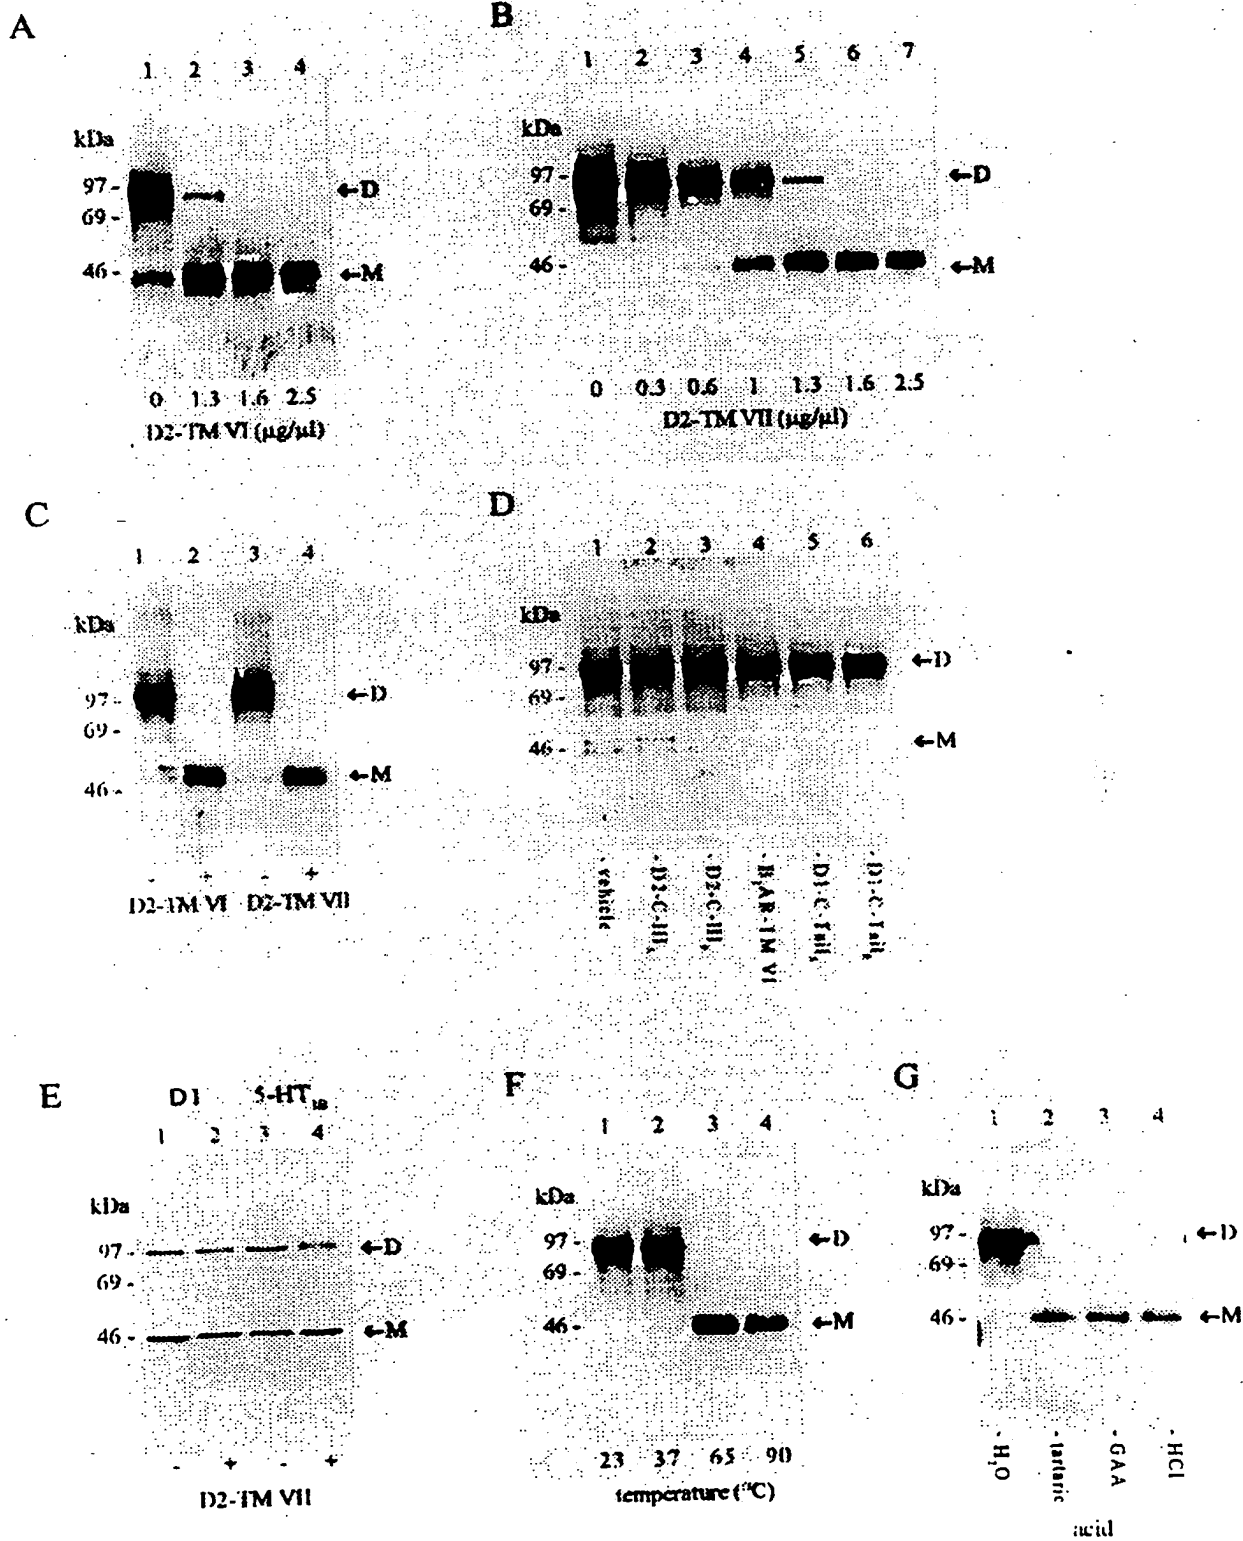 A
1 2 3 4
kDa
97 -
69 -
46 -
←D
←M
0 1.3 1.6 2.5
D2-TM VI (µg/µl)
B
1 2 3 4 5 6 7
kDa
97 -
69 -
46 -
←D
←M
0 0.3 0.6 1 1.3 1.6 2.5
D2-TM VII (µg/µl)
C
1 2 3 4
kDa
97 -
69 -
46 -
←D
←M
- + - +
D2-TM VI D2-TM VII
D
1 2 3 4 5 6
kDa
97 -
69 -
46 -
←D
←M
- vehicle
E
D1 5-HT1B
1 2 3 4
kDa
97 -
69 -
46 -
←D
←M
- + - +
D2-TM VII
F
1 2 3 4
kDa
97 -
69 -
46 -
←D
←M
23 37 65 90
temperature (°C)
G
1 2 3 4
kDa
97 -
69 -
46 -
←D
←M
- H2O
- tartaric
- GAA
- HCl
acid